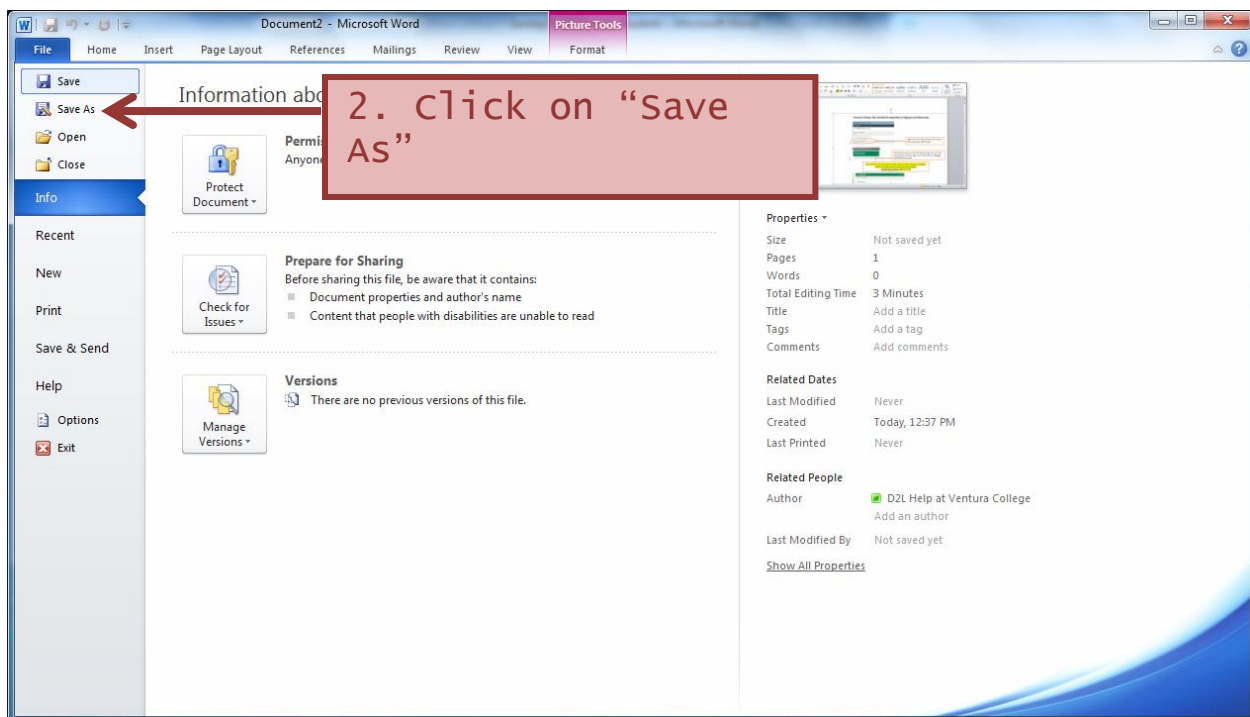 Document2 - Microsoft Word
Picture Tools
File Home Insert Page Layout References Mailings Review View Format
Save
Save As
Open
Close
Info
Recent
New
Print
Save & Send
Help
Options
Exit
Information
2. Click on “Save
As”
Protect
Document
Prepare for Sharing
Before sharing this file, be aware that it contains:
Document properties and author's name
Content that people with disabilities are unable to read
Check for
Issues
Versions
There are no previous versions of this file.
Manage
Versions
Properties
Size Not saved yet
Pages 1
Words 0
Total Editing Time 3 Minutes
Title Add a title
Tags Add a tag
Comments Add comments
Related Dates
Last Modified Never
Created Today, 12:37 PM
Last Printed Never
Related People
Author D2L Help at Ventura College
Add an author
Last Modified By Not saved yet
Show All Properties